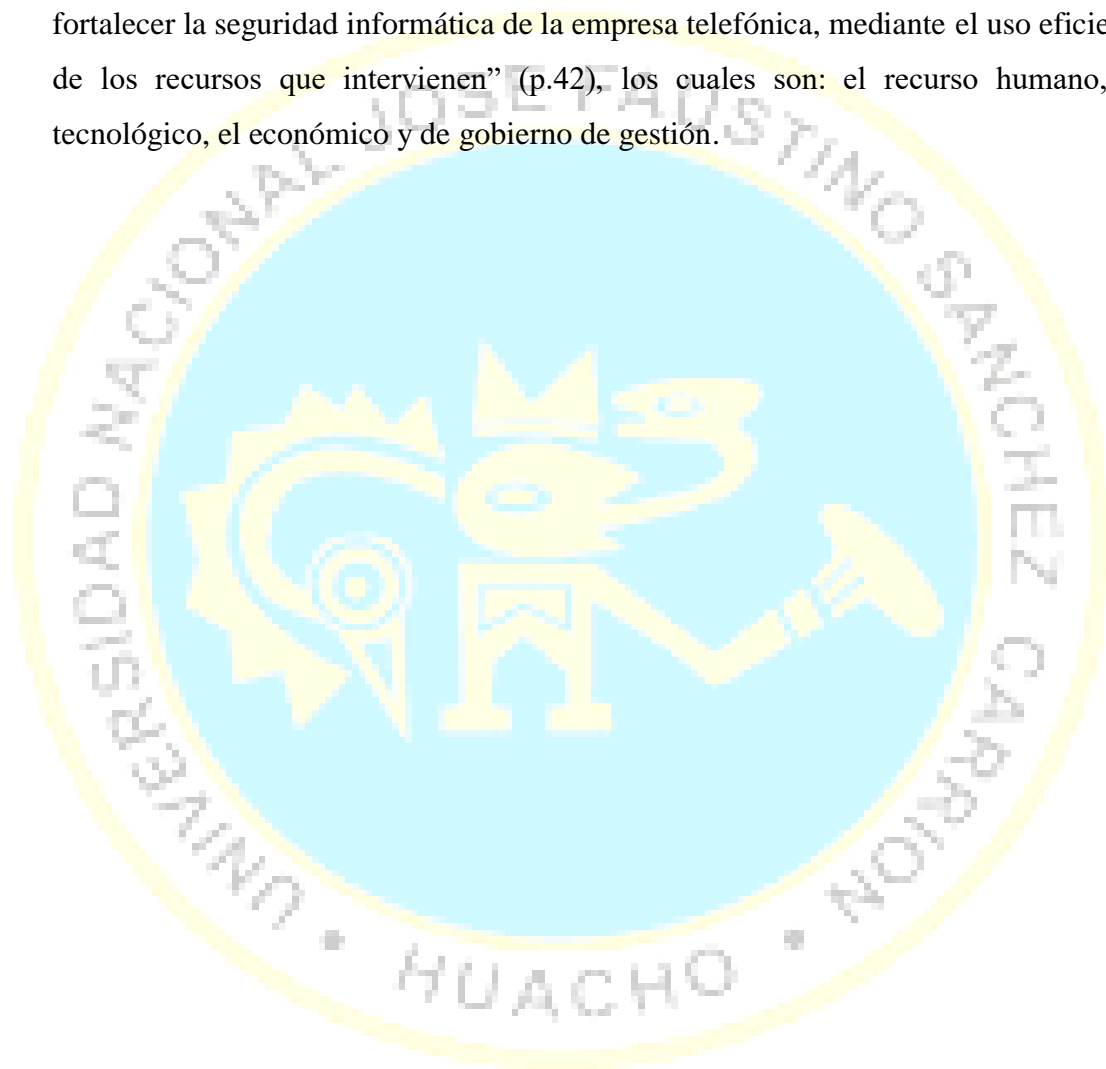 fortalecer la seguridad informática de la empresa telefónica, mediante el uso eficie
de los recursos que intervienen” (p.42), los cuales son: el recurso humano,
tecnológico, el económico y de gobierno de gestión.
UNIVERSIDAD NACIONAL JOSE FAUSTINO SANCHEZ CARRION • HUACHO •